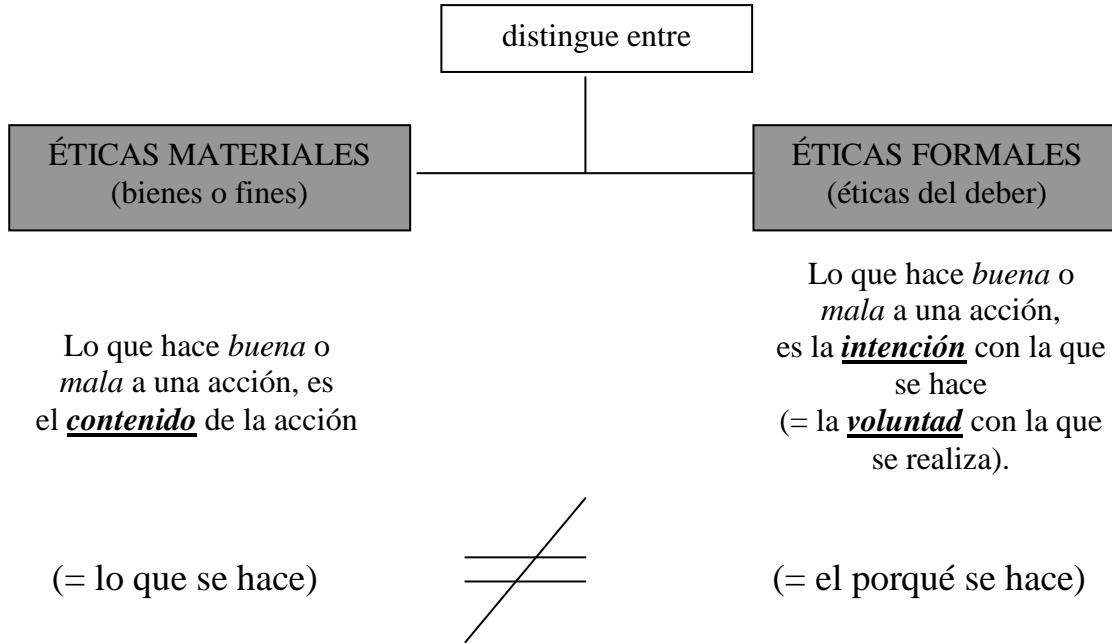 distingue entre
ÉTICAS MATERIALES
(bienes o fines)
ÉTICAS FORMALES
(éticas del deber)
Lo que hace buena o
mala a una acción, es
el contenido de la acción
Lo que hace buena o
mala a una acción,
es la intención con la que
se hace
(= la voluntad con la que
se realiza).
(= lo que se hace)
(= el porqué se hace)